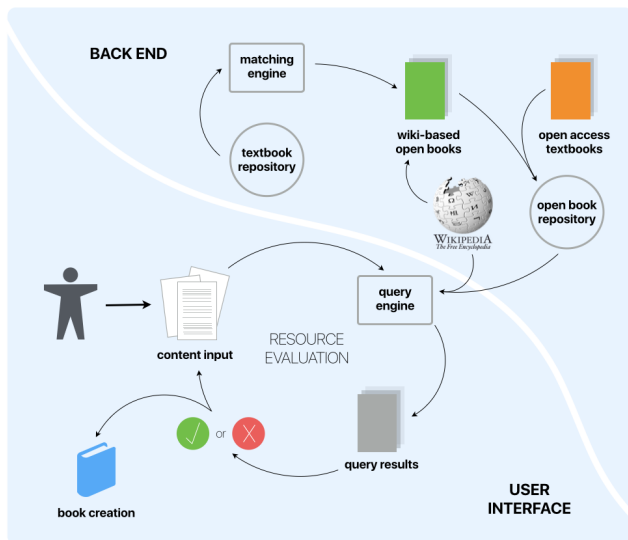 BACK END
matching
engine
textbook
repository
wiki-based
open books
open access
textbooks
WIKIPEDIA
The Free Encyclopedia
open book
repository
content input
query
engine
RESOURCE
EVALUATION
or
query results
book creation
USER
INTERFACE